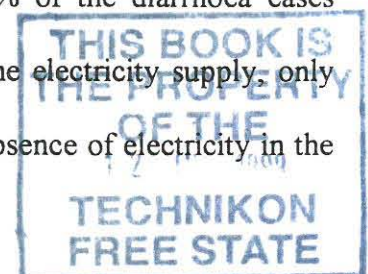 % of the diarrhoea cases
THIS BOOK IS
ne electricity supply, only
THE PROPERTY
OF THE
bsence of electricity in the
TECHNIKON
FREE STATE